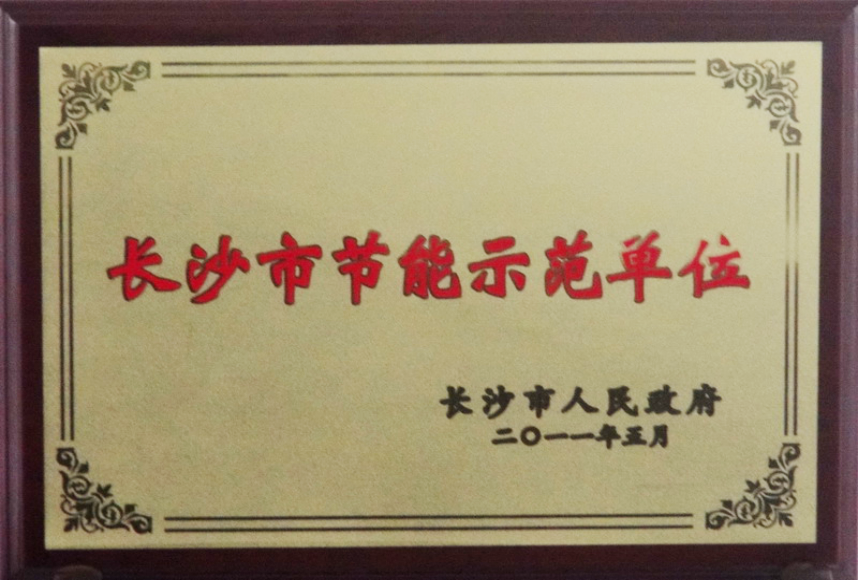 长沙市节能示范单位
长沙市人民政府
二〇一一年五月